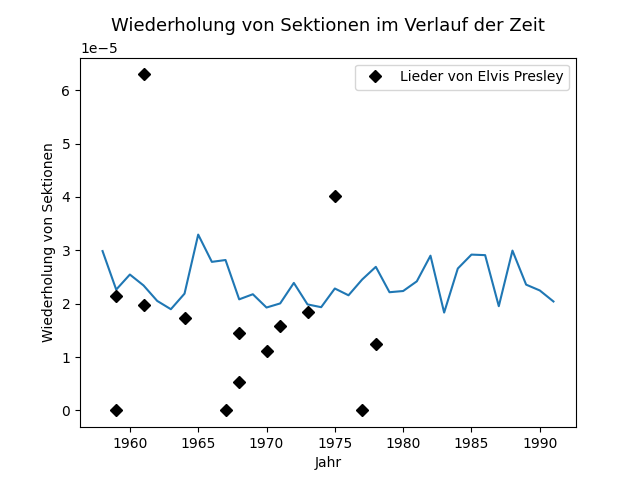 Wiederholung von Sektionen im Verlauf der Zeit
1e−5
Lieder von Elvis Presley
Wiederholung von Sektionen
6
5
4
3
2
1
0
1960 1965 1970 1975 1980 1985 1990
Jahr